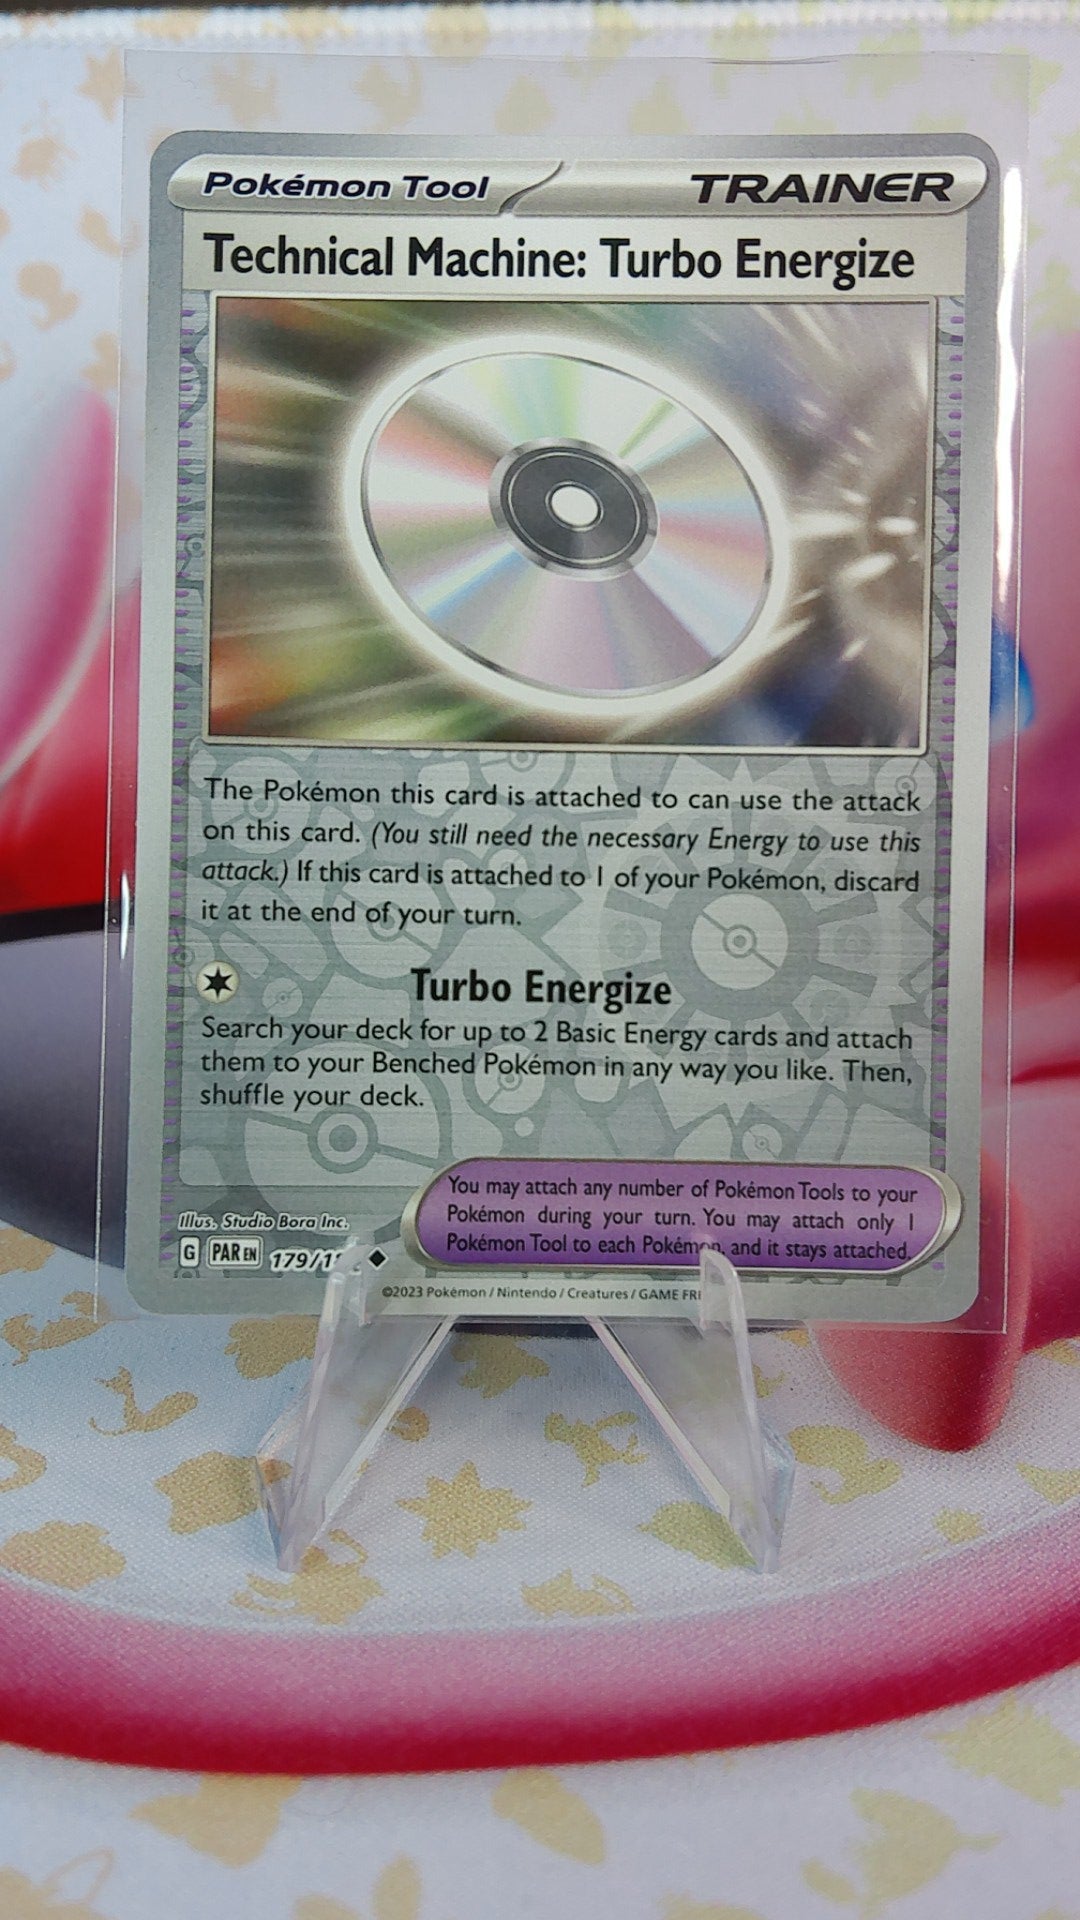 Pokémon Tool TRAINER
Technical Machine: Turbo Energize
The Pokémon this card is attached to can use the attack
on this card. (You still need the necessary Energy to use this
attack.) If this card is attached to 1 of your Pokémon, discard
it at the end of your turn.
Turbo Energize
Search your deck for up to 2 Basic Energy cards and attach
them to your Benched Pokémon in any way you like. Then,
shuffle your deck.
You may attach any number of Pokémon Tools to your
Pokémon during your turn. You may attach only 1
Pokémon Tool to each Pokémon, and it stays attached.
Illus. Studio Bora Inc.
G PAR EN
©2023 Pokémon / Nintendo / Creatures / GAME